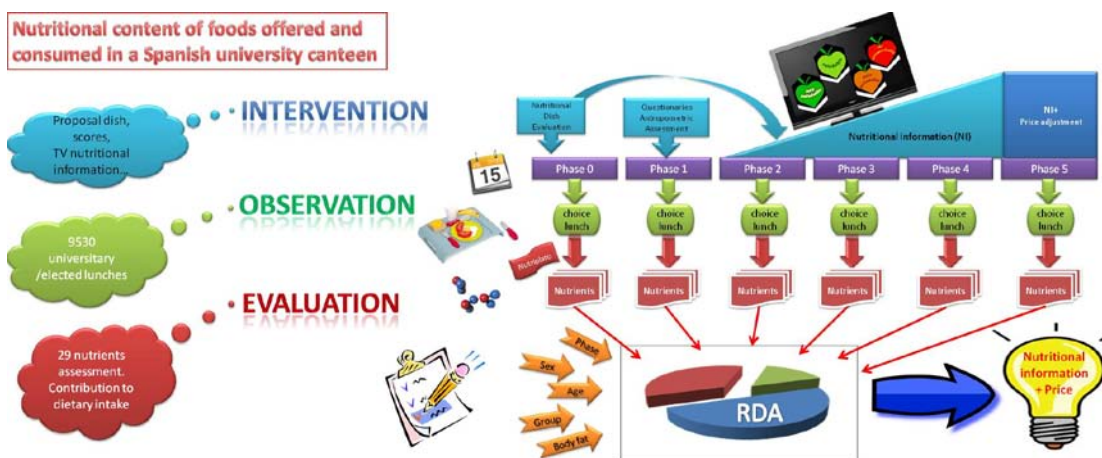 Nutritional content of foods offered and
consumed in a Spanish university canteen
INTERVENTION
Proposal dish,
scores,
TV nutritional
information...
OBSERVATION
9530
universitary
/elected lunches
EVALUATION
29 nutrients
assessment.
Contribution to
dietary intake
15
Nutritional
Dish
Evaluation
Questionaries
Antropometric
Assessment
Nutritional Information (NI)
NI+
Price adjustment
Phase 0
Phase 1
Phase 2
Phase 3
Phase 4
Phase 5
choice
lunch
choice
lunch
choice
lunch
choice
lunch
choice
lunch
choice
lunch
Nutriplato
Nutrients
Nutrients
Nutrients
Nutrients
Nutrients
Nutrients
Phase
Sex
Age
Group
Body fat
RDA
Nutritional
information
+ Price